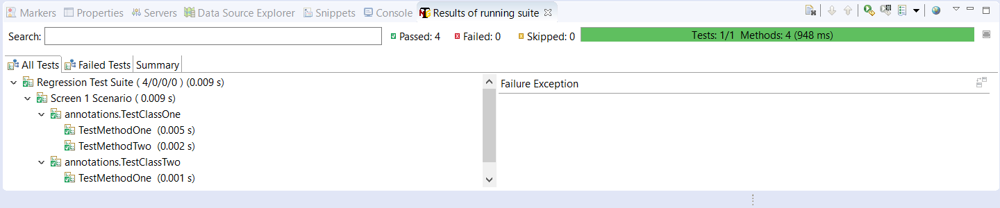 Markers Properties Servers Data Source Explorer Snippets Console Results of running suite
Search: Passed: 4 Failed: 0 Skipped: 0 Tests: 1/1 Methods: 4 (948 ms)
All Tests Failed Tests Summary
Regression Test Suite ( 4/0/0/0 ) (0.009 s)
Failure Exception
Screen 1 Scenario ( 0.009 s)
annotations.TestClassOne
TestMethodOne (0.005 s)
TestMethodTwo (0.002 s)
annotations.TestClassTwo
TestMethodOne (0.001 s)